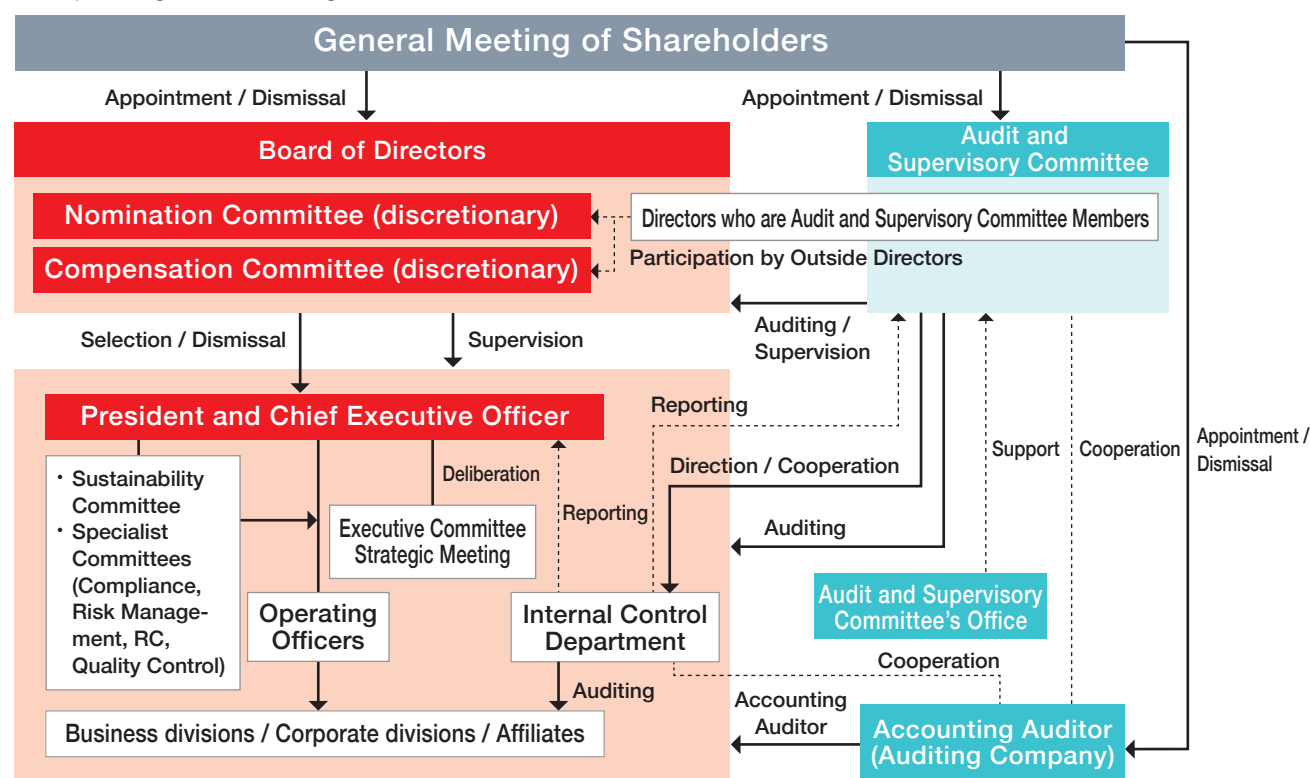 General Meeting of Shareholders
Appointment / Dismissal
Appointment / Dismissal
Board of Directors
Audit and
Supervisory Committee
Nomination Committee (discretionary)
Directors who are Audit and Supervisory Committee Members
Compensation Committee (discretionary)
Participation by Outside Directors
Selection / Dismissal
Supervision
Auditing /
Supervision
President and Chief Executive Officer
Reporting
Deliberation
Direction / Cooperation
Support
Cooperation
Appointment /
Dismissal
・Sustainability
Committee
・Specialist
Committees
(Compliance,
Risk Manage-
ment, RC,
Quality Control)
Executive Committee
Strategic Meeting
Reporting
Auditing
Operating
Officers
Internal Control
Department
Audit and Supervisory
Committee's Office
Cooperation
Auditing
Accounting
Auditor
Business divisions / Corporate divisions / Affiliates
Accounting Auditor
(Auditing Company)